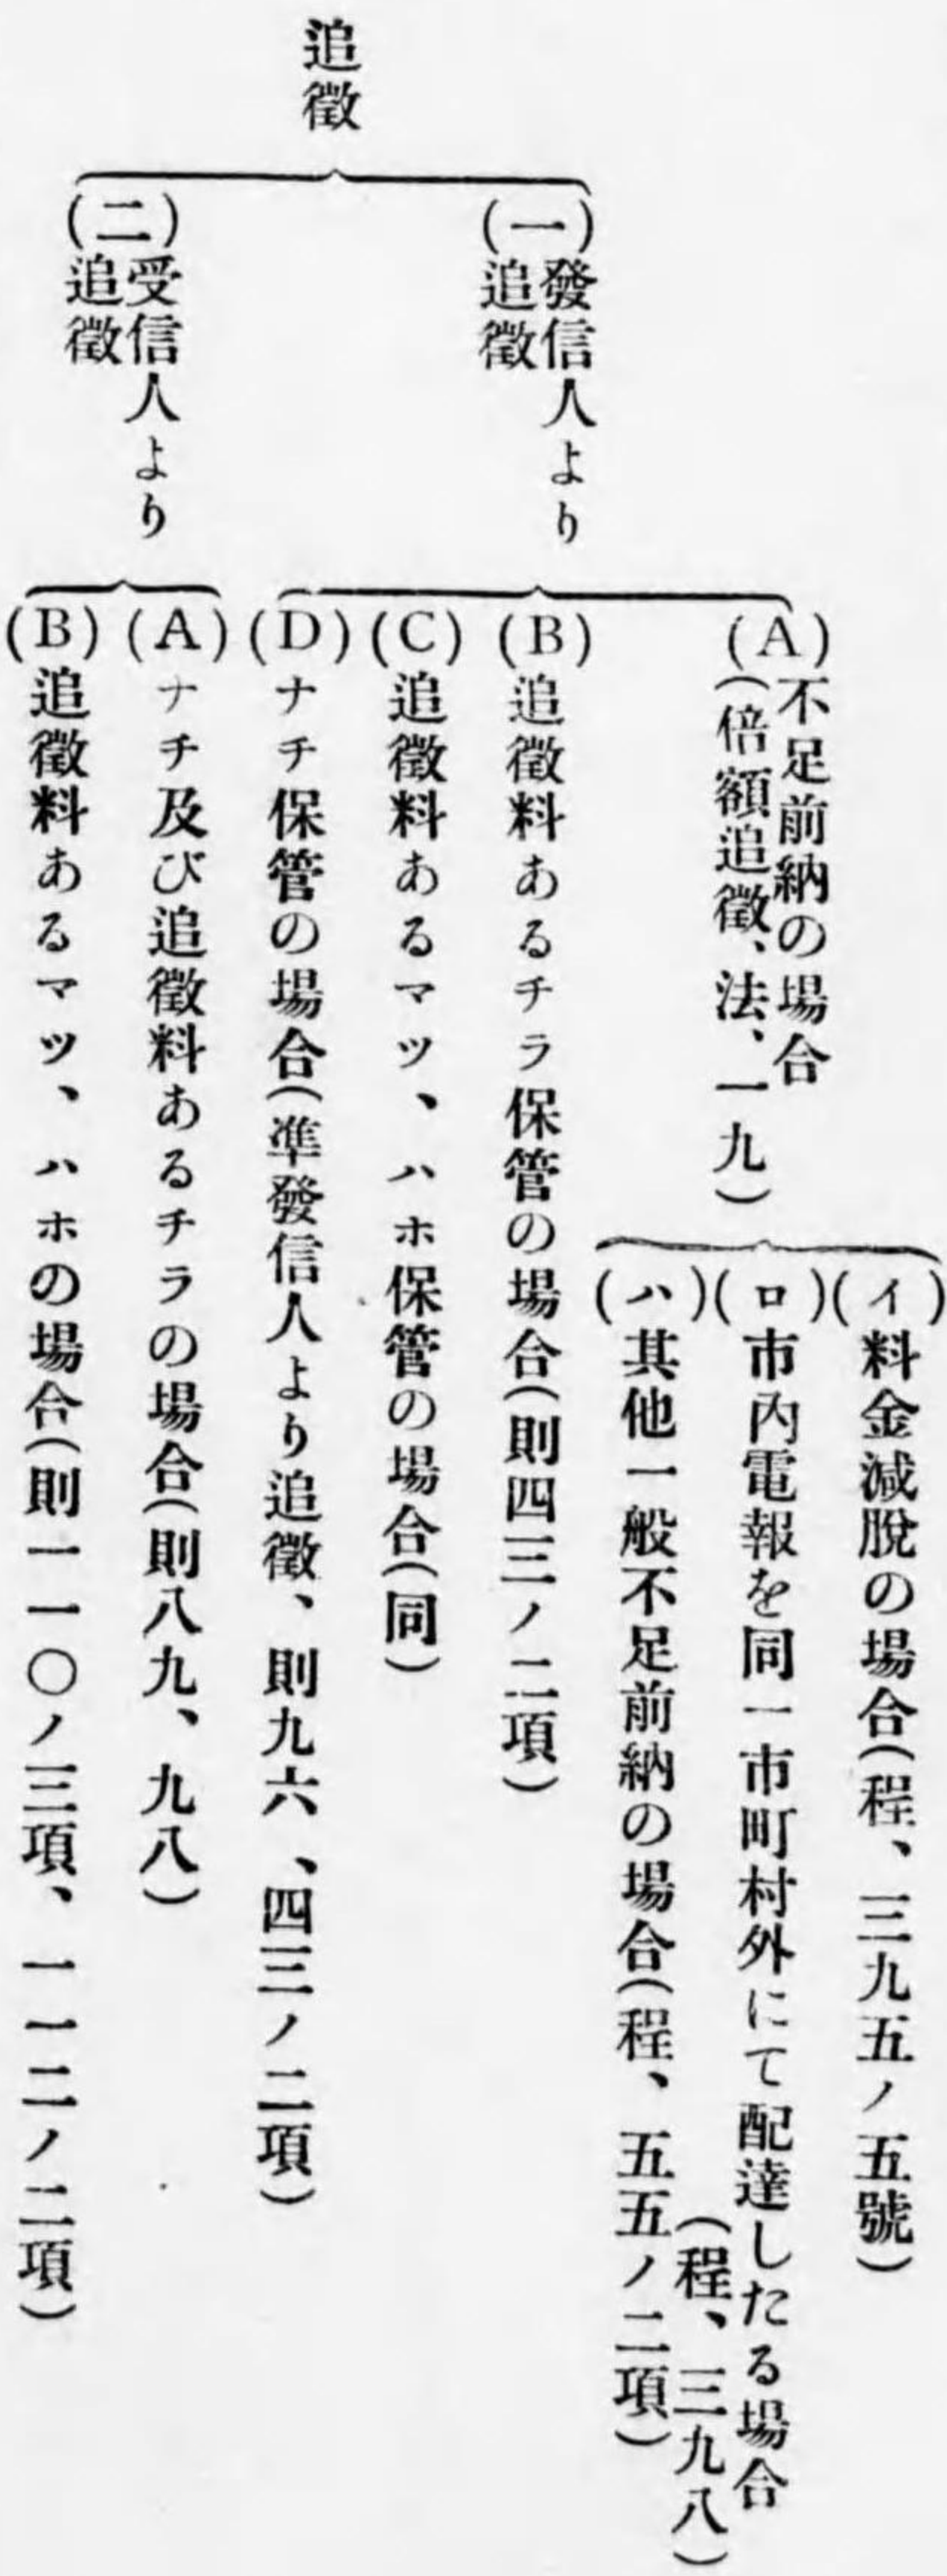 追徵
(一)發信人より
追徵
(A)不足前納の場合
(倍額追徵、法、一九)
(イ)料金減脫の場合(程、三九五ノ五號)
(ロ)市內電報を同一市町村外にて配達したる場合
(程、三九八)
(ハ)其他一般不足前納の場合(程、五五ノ二項)
(B)追徵料あるチラ保管の場合(則四三ノ二項)
(C)追徵料あるマツ、ハホ保管の場合(同)
(D)ナチ保管の場合(準發信人より追徵、則九六、四三ノ二項)
(二)受信人より
追徵
(A)ナチ及び追徵料あるチラの場合(則八九、九八)
(B)追徵料あるマツ、ハホの場合(則一一〇ノ三項、一一二ノ二項)